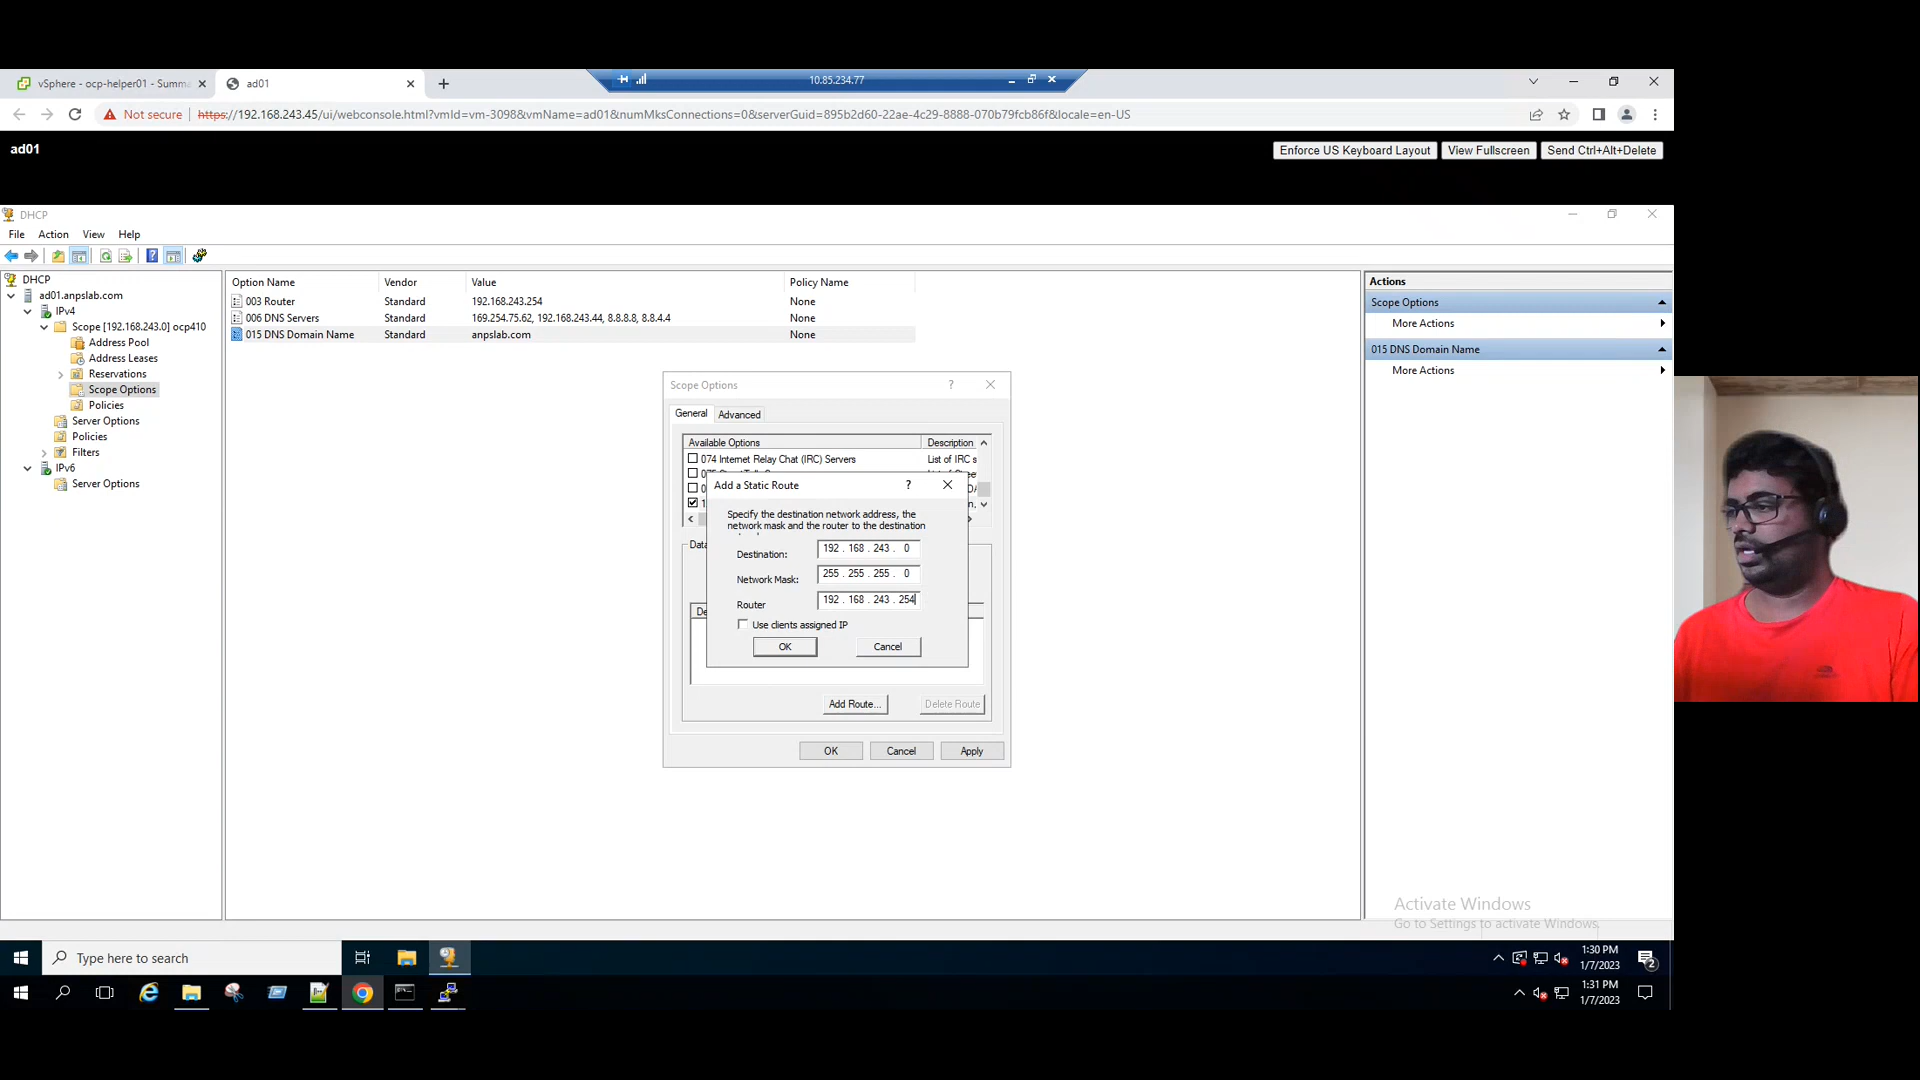 vSphere - ocp-helper01 - Summa
ad01
10.85.234.77
Not secure
https://192.168.243.45/ui/webconsole.html?vmId=vm-3098&vmName=ad01&numMksConnections=0&serverGuid=895b2d60-22ae-4c29-8888-070b79fcb86f&locale=en-US
ad01
Enforce US Keyboard Layout
View Fullscreen
Send Ctrl+Alt+Delete
DHCP
File Action View Help
DHCP
ad01.anpslab.com
IPv4
Scope [192.168.243.0] ocp410
Address Pool
Address Leases
Reservations
Scope Options
Policies
Server Options
Policies
Filters
IPv6
Server Options
Option Name Vendor Value Policy Name
003 Router Standard 192.168.243.254 None
006 DNS Servers Standard 169.254.75.62, 192.168.243.44, 8.8.8.8, 8.8.4.4 None
015 DNS Domain Name Standard anpslab.com None
Actions
Scope Options
More Actions
015 DNS Domain Name
More Actions
Scope Options ?
General Advanced
Available Options Description
074 Internet Relay Chat (IRC) Servers List of IRC s
Add a Static Route ?
Specify the destination network address, the
network mask and the router to the destination
Destination: 192 . 168 . 243 . 0
Network Mask: 255 . 255 . 255 . 0
Router 192 . 168 . 243 . 254
Use clients assigned IP
OK Cancel
Data
De
Add Route... Delete Route
OK Cancel Apply
Activate Windows
Go to Settings to activate Windows.
Type here to search
1:30 PM
1/7/2023
2
1:31 PM
1/7/2023